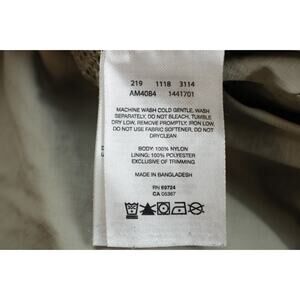 219 1118 3114
AM4084 1441701
MACHINE WASH COLD GENTLE, WASH
SEPARATELY, DO NOT BLEACH, TUMBLE
DRY LOW, REMOVE PROMPTLY, IRON LOW,
DO NOT USE FABRIC SOFTENER, DO NOT
DRYCLEAN
BODY: 100% NYLON
LINING: 100% POLYESTER
EXCLUSIVE OF TRIMMING
MADE IN BANGLADESH
RN 69724
CA 05367